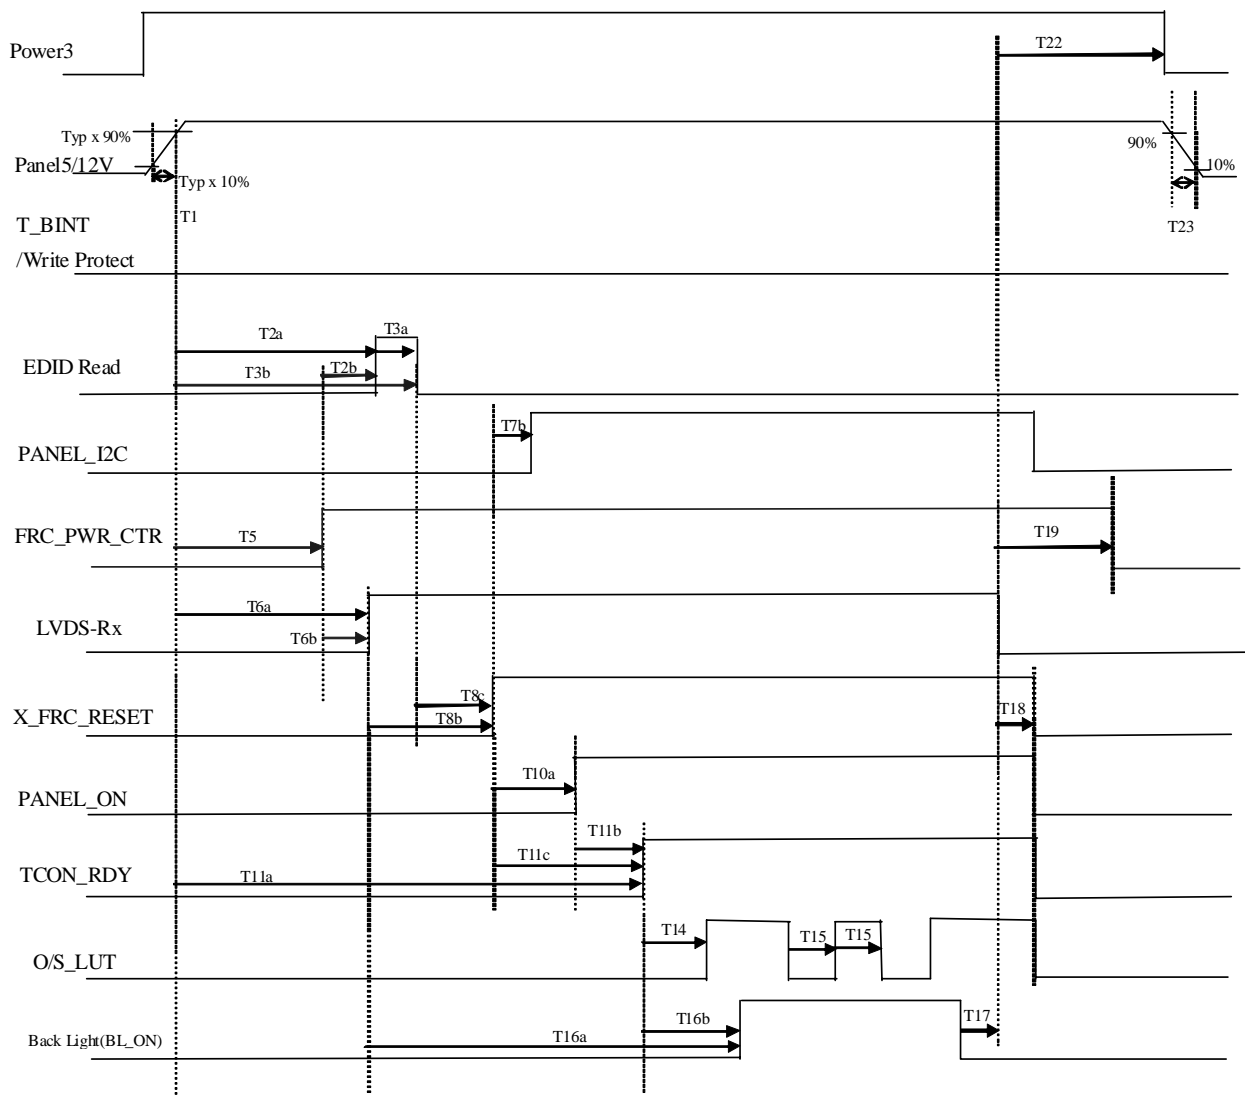 Power3
T22
Typ x 90%
90%
Panel5/12V
10%
Typ x 10%
T1
T_BINT
T23
/Write Protect
T2a
T3a
EDID Read
T2b
T3b
T7b
PANEL_I2C
FRC_PWR_CTR
T5
T19
T6a
LVDS-Rx
T6b
T8c
X_FRC_RESET
T8b
T18
T10a
PANEL_ON
T11b
T11c
TCON_RDY
T11a
T14
T15
T15
O/S_LUT
T16b
T17
Back Light(BL_ON)
T16a